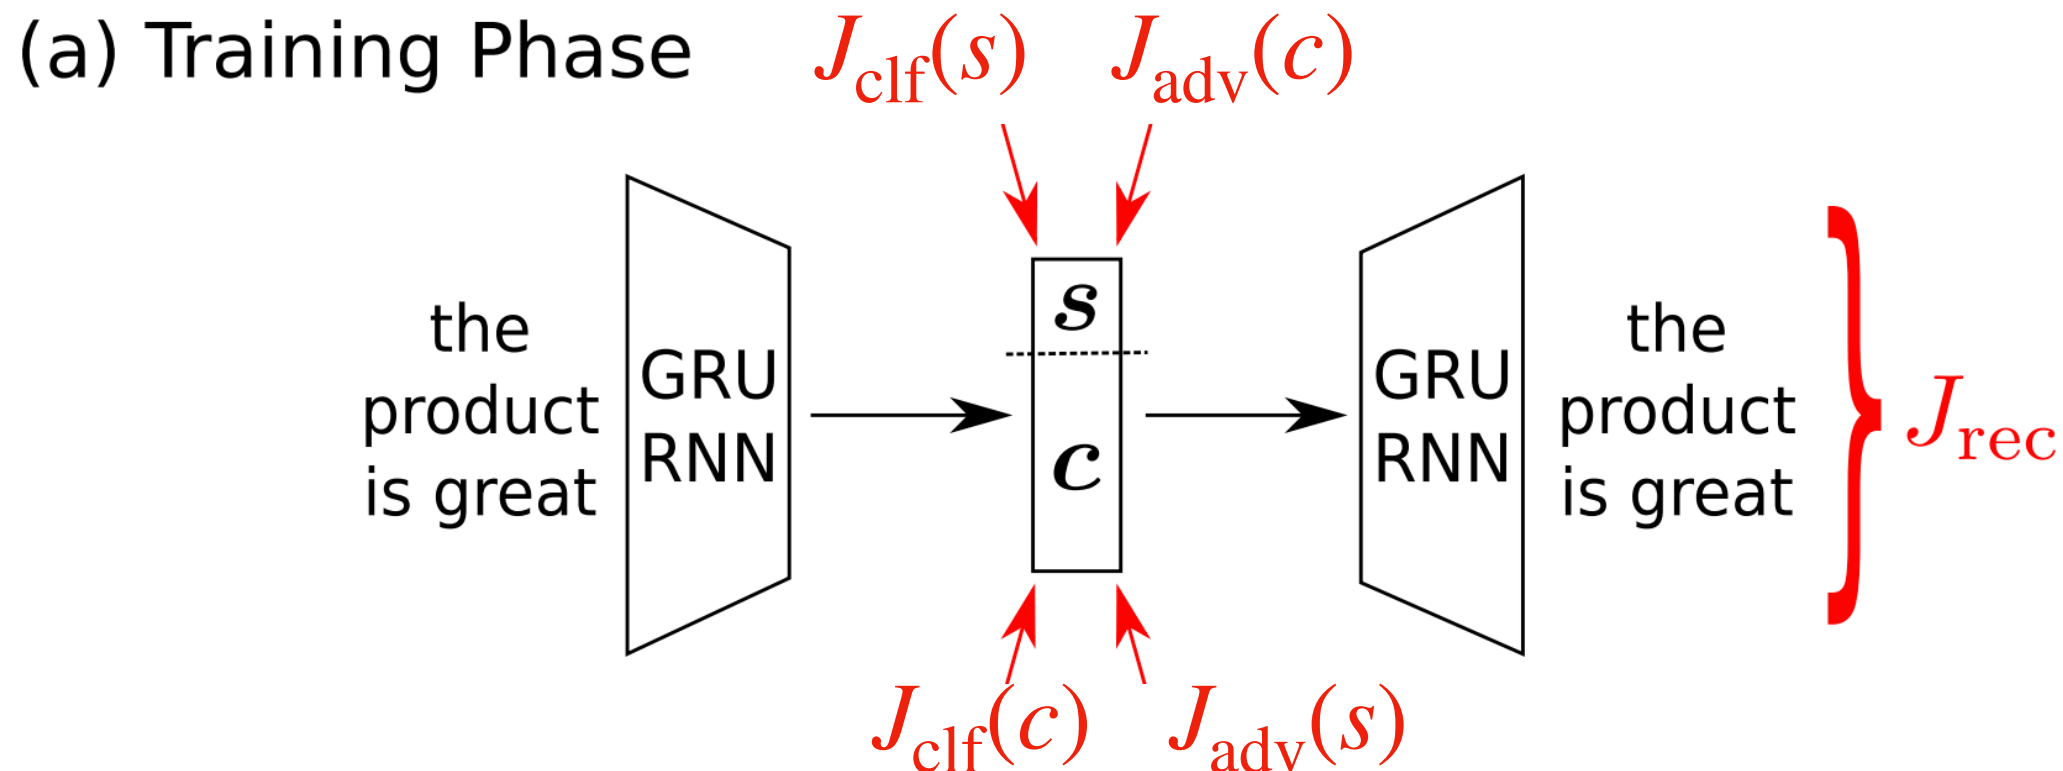 (a) Training Phase
J_clf(s) J_adv(c)
the
product
is great
GRU
RNN
s
c
GRU
RNN
the
product
is great
J_rec
J_clf(c) J_adv(s)